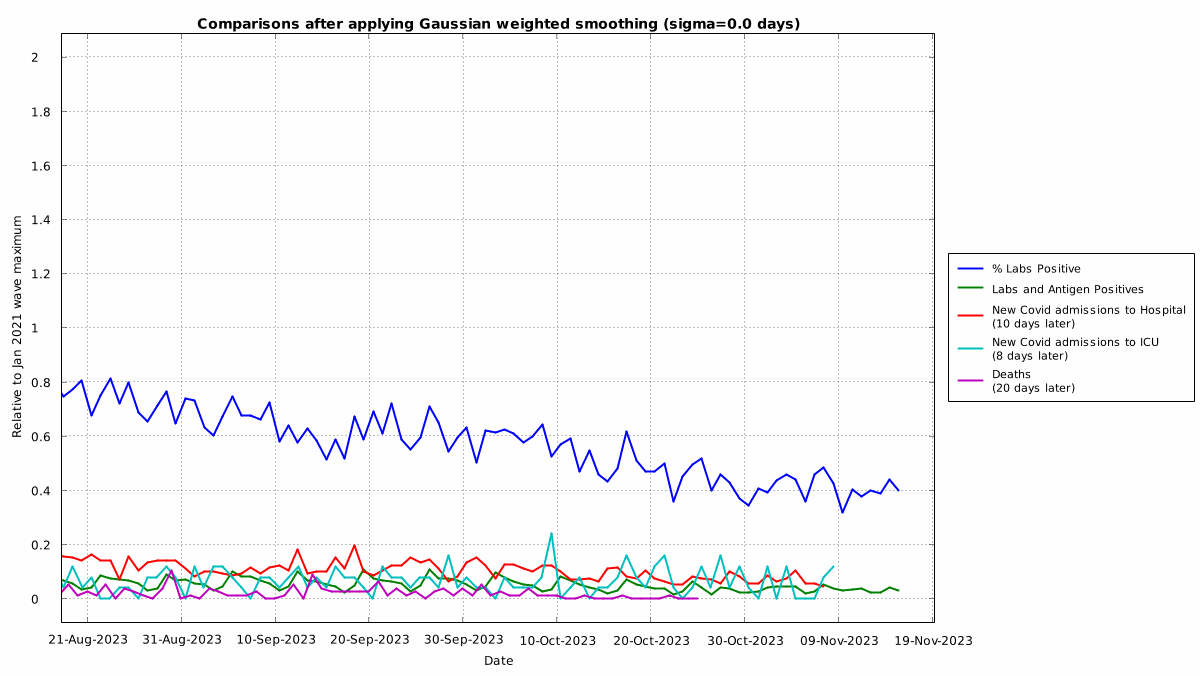 Comparisons after applying Gaussian weighted smoothing (sigma=0.0 days)
Relative to Jan 2021 wave maximum
2
1.8
1.6
1.4
1.2
1
0.8
0.6
0.4
0.2
0
21-Aug-2023 31-Aug-2023 10-Sep-2023 20-Sep-2023 30-Sep-2023 10-Oct-2023 20-Oct-2023 30-Oct-2023 09-Nov-2023 19-Nov-2023
Date
% Labs Positive
Labs and Antigen Positives
New Covid admissions to Hospital
(10 days later)
New Covid admissions to ICU
(8 days later)
Deaths
(20 days later)